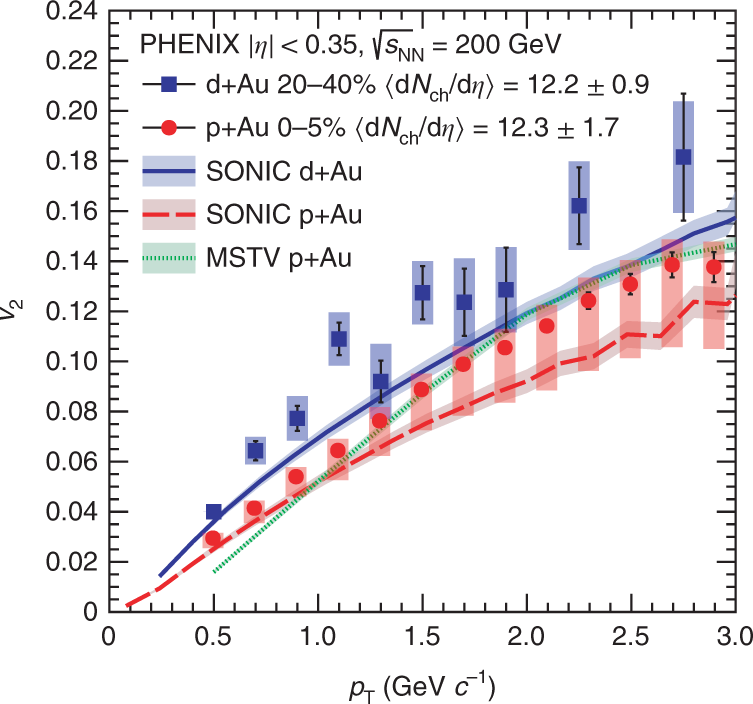 0.24
0.22
0.20
0.18
0.16
0.14
0.12
0.10
0.08
0.06
0.04
0.02
0
v2
PHENIX |η| < 0.35, √sNN = 200 GeV
d+Au 20–40% ⟨dNch/dη⟩ = 12.2 ± 0.9
p+Au 0–5% ⟨dNch/dη⟩ = 12.3 ± 1.7
SONIC d+Au
SONIC p+Au
MSTV p+Au
0 0.5 1.0 1.5 2.0 2.5 3.0
pT (GeV c−1)